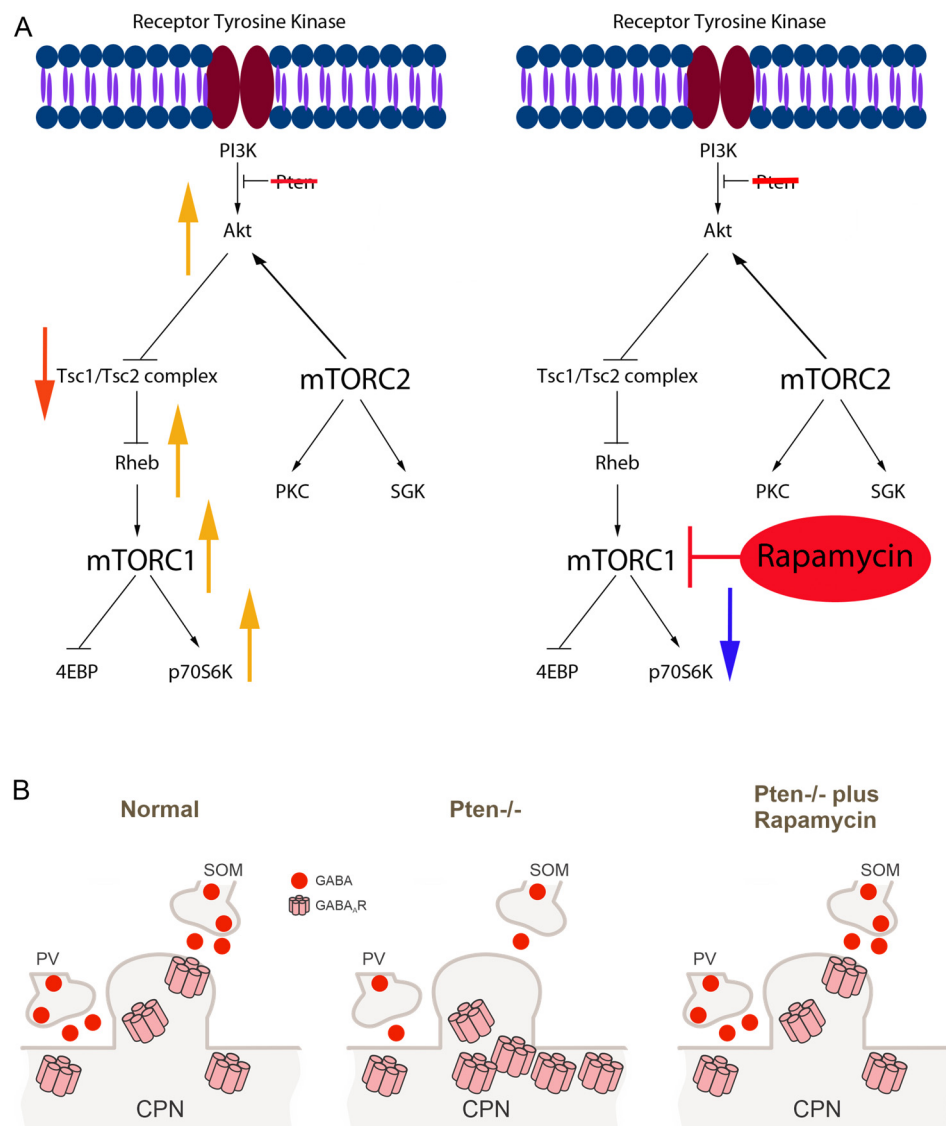 A
Receptor Tyrosine Kinase
PI3K
Pten
Akt
Tsc1/Tsc2 complex
mTORC2
Rheb
PKC
SGK
mTORC1
4EBP
p70S6K
Receptor Tyrosine Kinase
PI3K
Pten
Akt
Tsc1/Tsc2 complex
mTORC2
Rheb
PKC
SGK
mTORC1
Rapamycin
4EBP
p70S6K
B
Normal
SOM
PV
CPN
GABA
GABAAR
Pten-/-
SOM
PV
CPN
Pten-/- plus
Rapamycin
SOM
PV
CPN